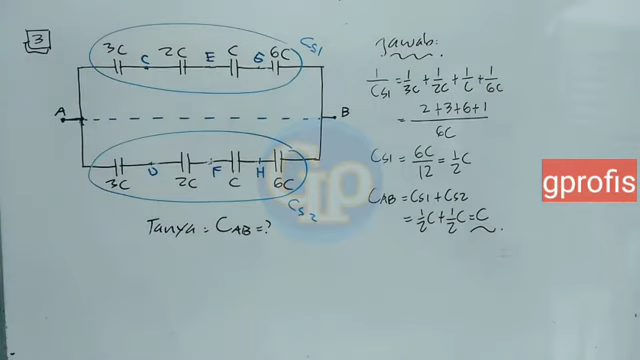 3
3C C 2C E C G 6C CS1
A B
3C D 2C F C H 6C CS2
Tanya = CAB = ?
Jawab:
1/CS1 = 1/3C + 1/2C + 1/C + 1/6C
= 2+3+6+1 / 6C
CS1 = 6C/12 = 1/2 C
CAB = CS1 + CS2
= 1/2 C + 1/2 C = C
gprofis